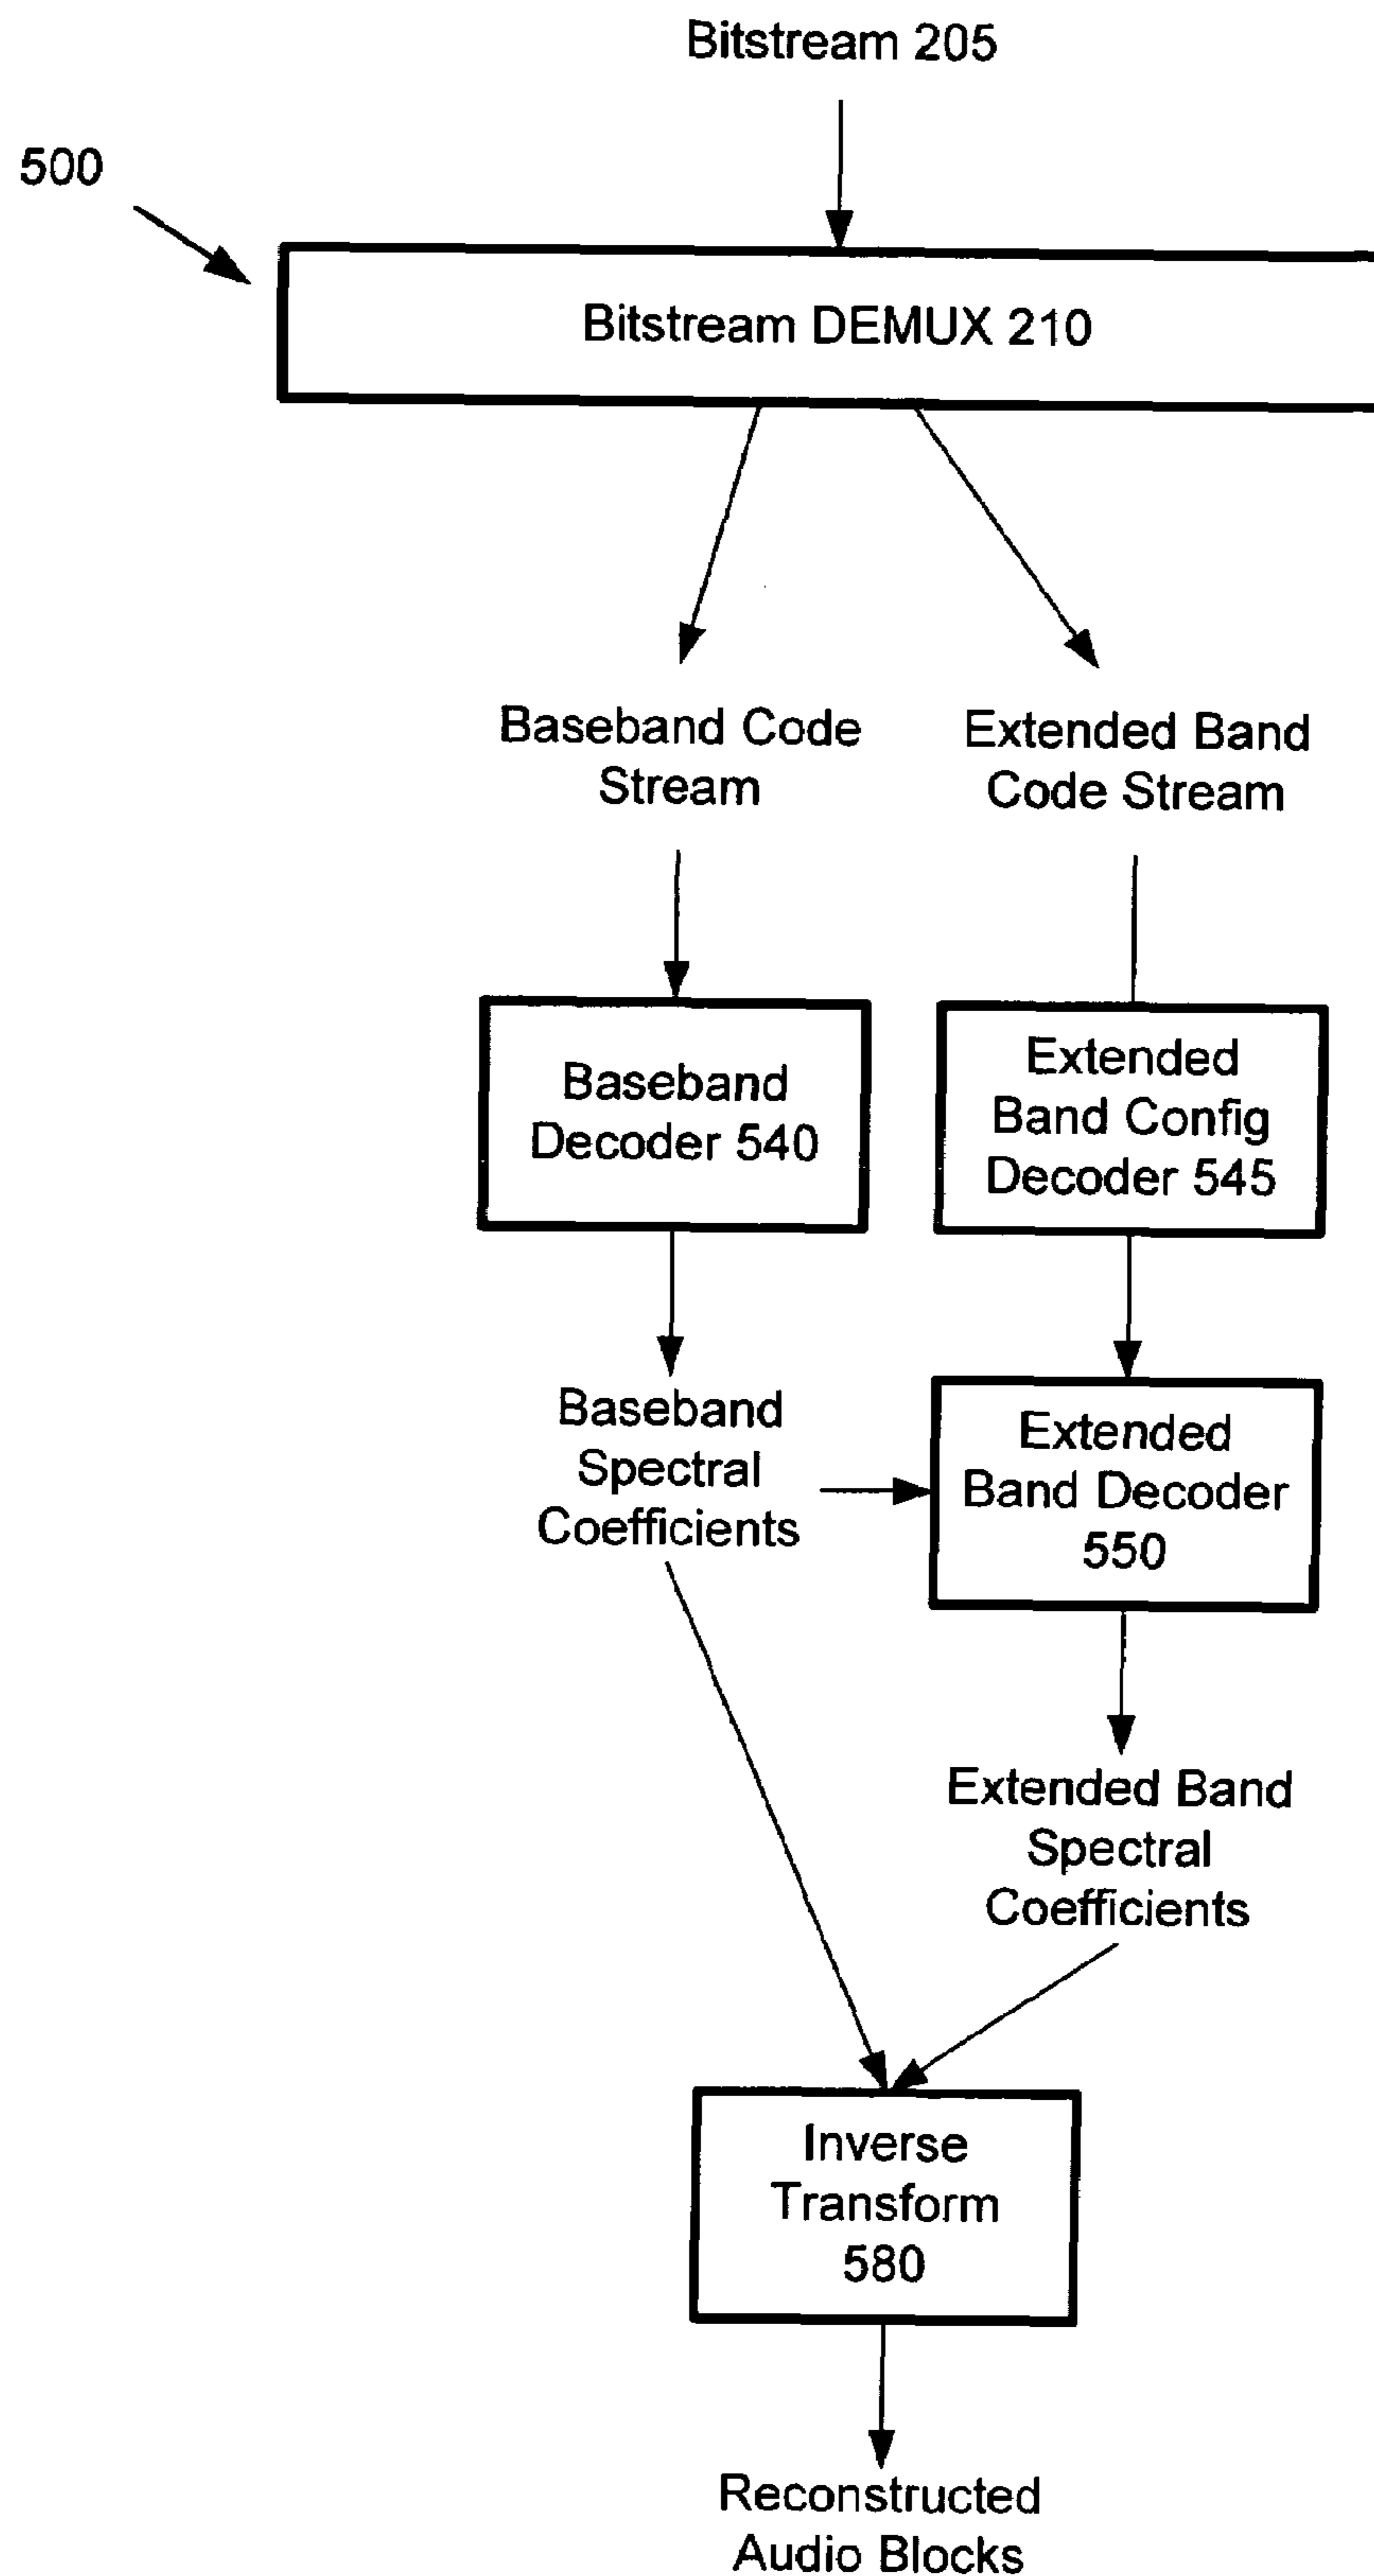 Bitstream 205
500
Bitstream DEMUX 210
Baseband Code
Stream
Extended Band
Code Stream
Baseband
Decoder 540
Extended
Band Config
Decoder 545
Baseband
Spectral
Coefficients
Extended
Band Decoder
550
Extended Band
Spectral
Coefficients
Inverse
Transform
580
Reconstructed
Audio Blocks